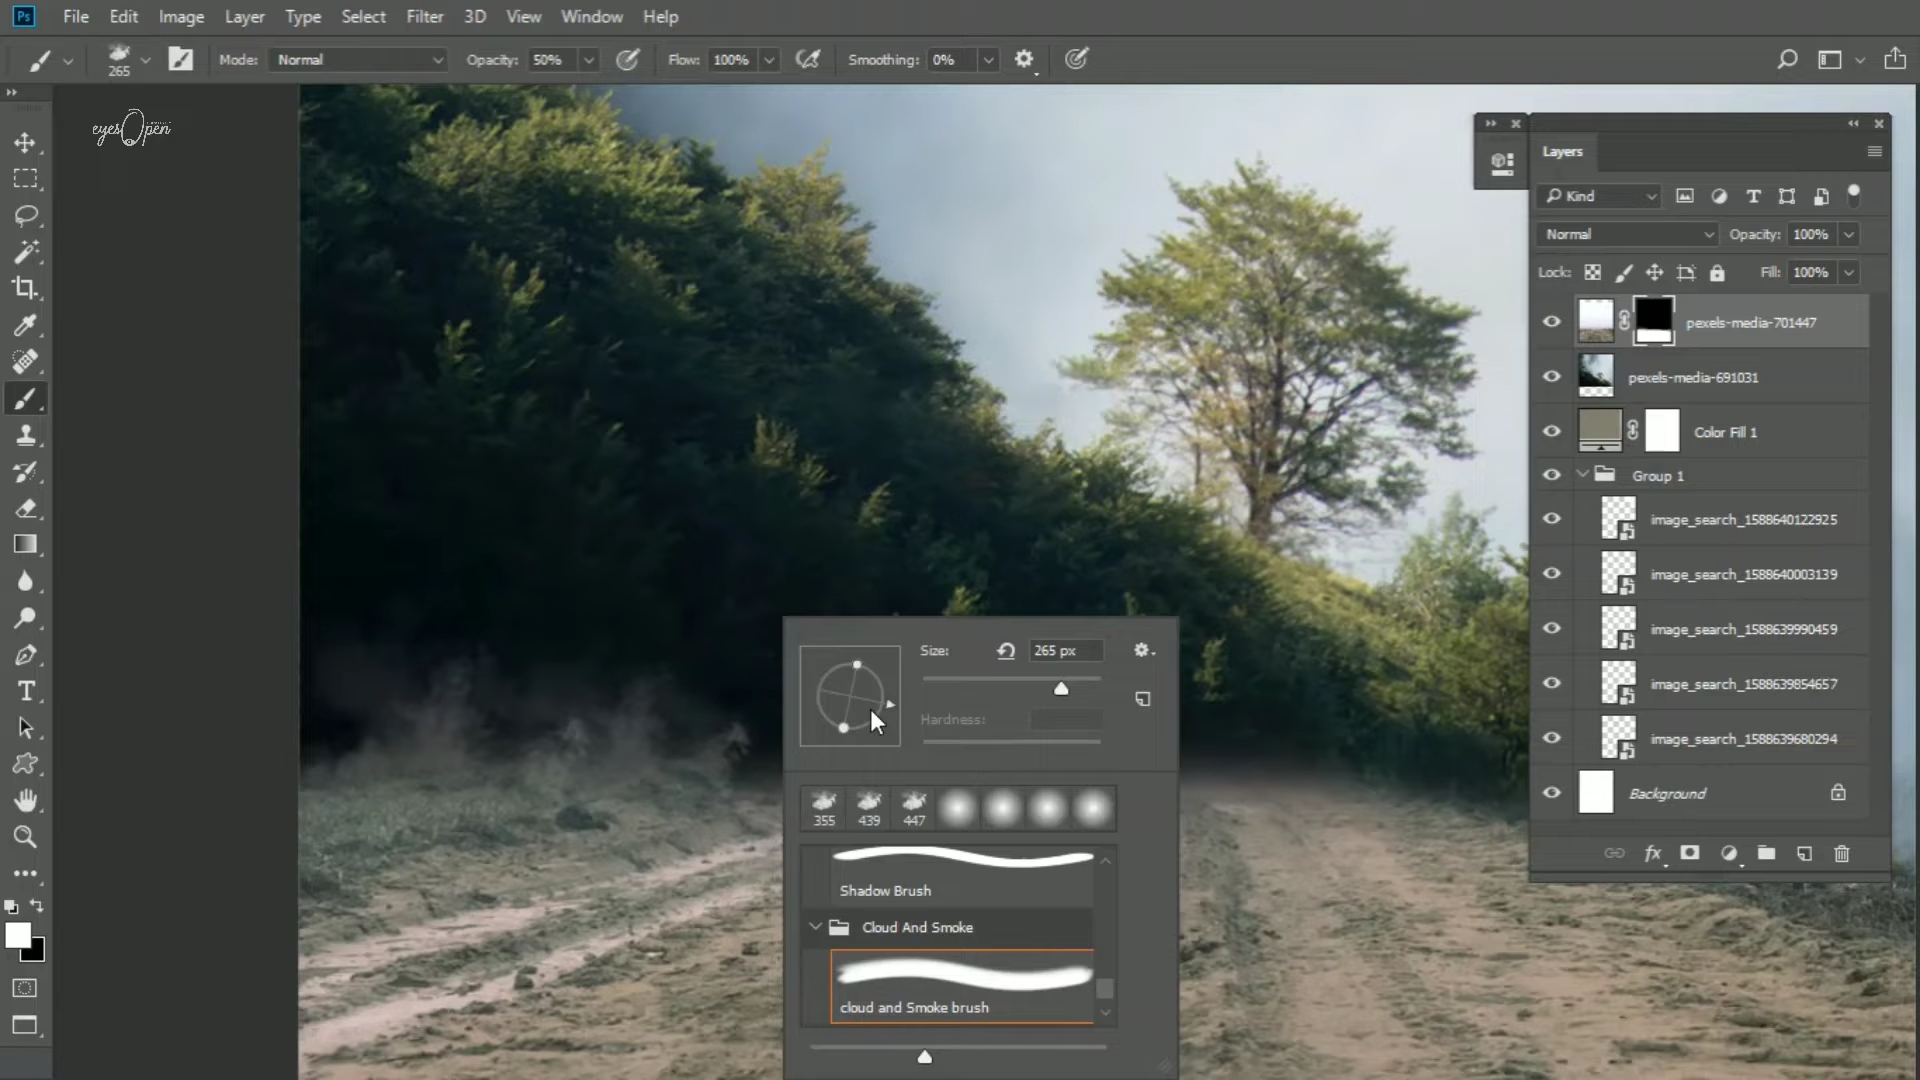 Ps File Edit Image Layer Type Select Filter 3D View Window Help
265 Mode: Normal Opacity: 50% Flow: 100% Smoothing: 0%
eyesOpen
Layers
Kind
Normal Opacity: 100%
Lock: Fill: 100%
pexels-media-701447
pexels-media-691031
Color Fill 1
Group 1
image_search_1588640122925
image_search_1588640003139
image_search_1588639990459
image_search_1588639854657
image_search_1588639680294
Background
fx
Size: 265 px
Hardness:
355 439 447
Shadow Brush
Cloud And Smoke
cloud and Smoke brush